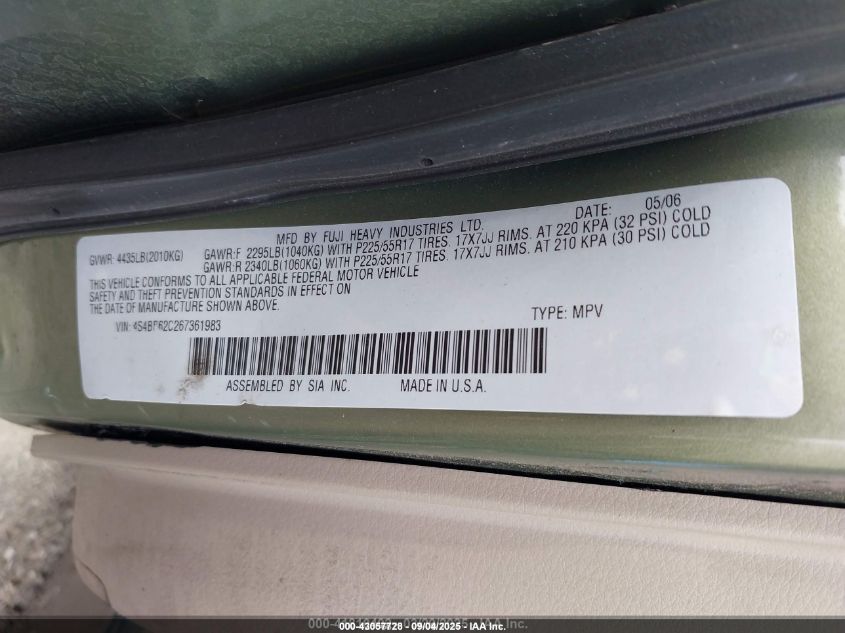 DATE: 05/06
MFD BY FUJI HEAVY INDUSTRIES LTD.
GVWR: 4435LB(2010KG) GAWR:F 2295LB(1040KG) WITH P225/55R17 TIRES. 17X7JJ RIMS. AT 220 KPA (32 PSI) COLD
GAWR:R 2340LB(1060KG) WITH P225/55R17 TIRES. 17X7JJ RIMS. AT 210 KPA (30 PSI) COLD
THIS VEHICLE CONFORMS TO ALL APPLICABLE FEDERAL MOTOR VEHICLE
SAFETY AND THEFT PREVENTION STANDARDS IN EFFECT ON
THE DATE OF MANUFACTURE SHOWN ABOVE.
VIN: TYPE: MPV
ASSEMBLED BY SIA INC. MADE IN U.S.A.
000-43057728 - 09/04/2025 - IAA Inc.